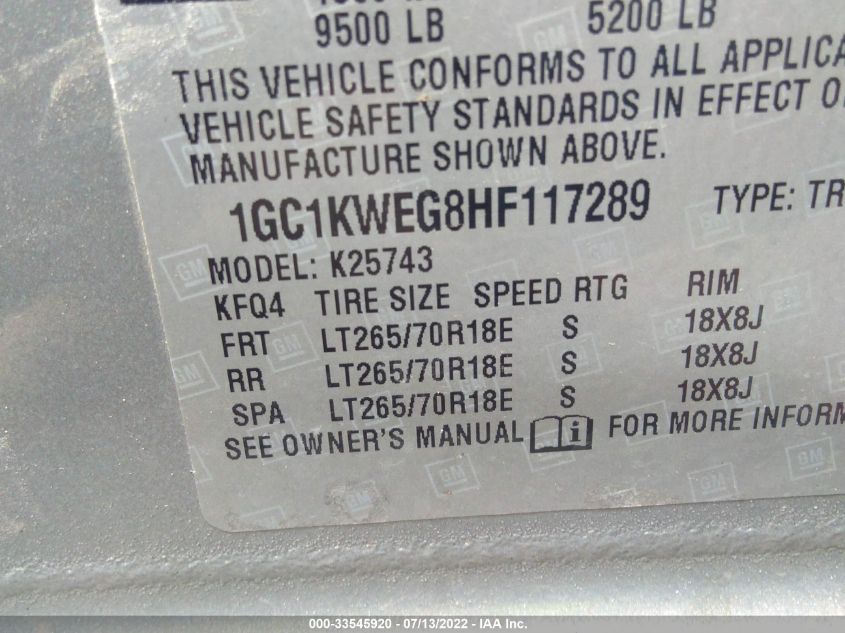 9500 LB 5200 LB
THIS VEHICLE CONFORMS TO ALL
VEHICLE SAFETY STANDARDS IN EFFECT
MANUFACTURE SHOWN ABOVE.
1GC1KWEG8HF117289 TYPE: TR
MODEL: K25743
KFQ4 TIRE SIZE SPEED RTG RIM
FRT LT265/70R18E S 18X8J
RR LT265/70R18E S 18X8J
SPA LT265/70R18E S 18X8J
SEE OWNER'S MANUAL i FOR MORE
GM
000-33545920 - 07/13/2022 - IAA Inc.